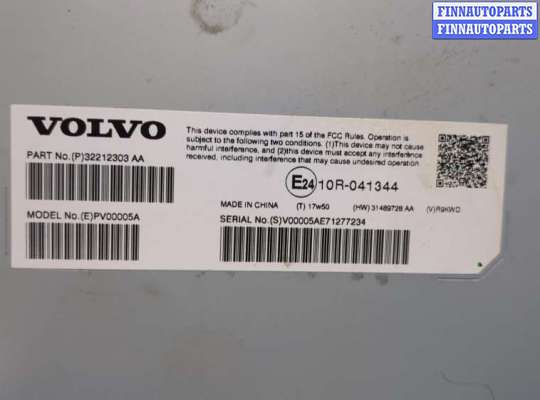 FINNAUTOPARTS
FINNAUTOPARTS
VOLVO
This device complies with part 15 of the FCC Rules. Operation is
subject to the following two conditions. (1)This device may not cause
harmful interference, and (2)this device must accept any interference
received, including interference that may cause undesired operation
PART No.(P)32212303 AA
E24 10R-041344
MADE IN CHINA (T) 17w50 (HW) 31489728 AA (V)R9KWD
MODEL No.(E)PV00005A
SERIAL No.(S)V00005AE71277234